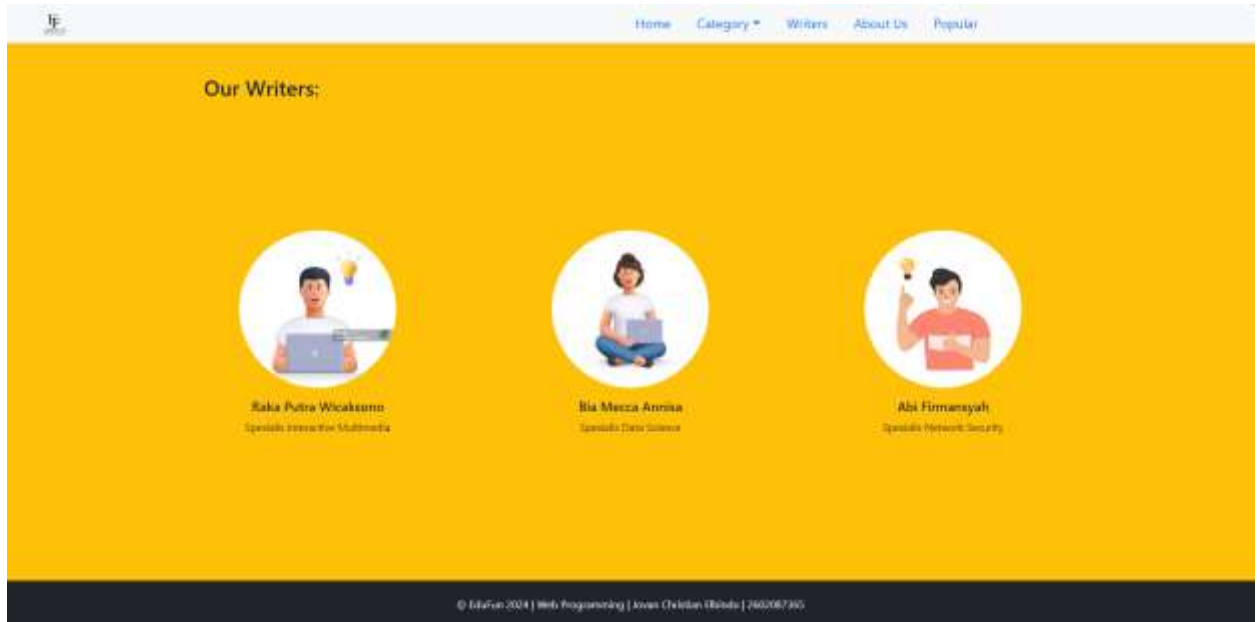 Home Category Writers About Us Popular
Our Writers:
Raka Putra Wicaksono
Spesialis Interactive Multimedia
Bia Mecca Annisa
Spesialis Data Science
Abi Firmansyah
Spesialis Network Security
© EduFun 2024 | Web Programming | Jovan Christian | 2602087365